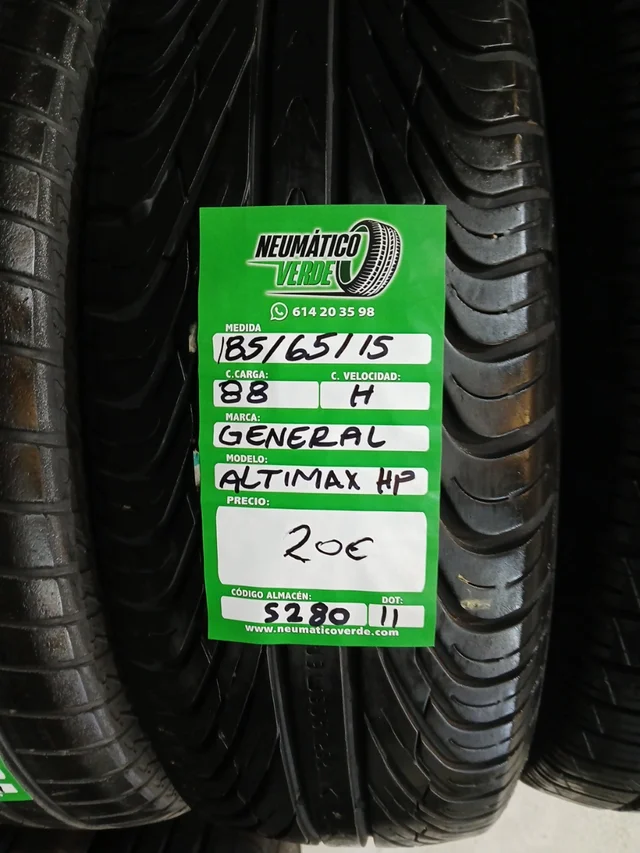 NEUMÁTICO
VERDE
614 20 35 98
MEDIDA
185/65/15
C.CARGA: C. VELOCIDAD:
88 H
MARCA:
GENERAL
MODELO:
ALTIMAX HP
PRECIO:
20€
CÓDIGO ALMACÉN: DOT:
S280 11
www.neumaticoverde.com